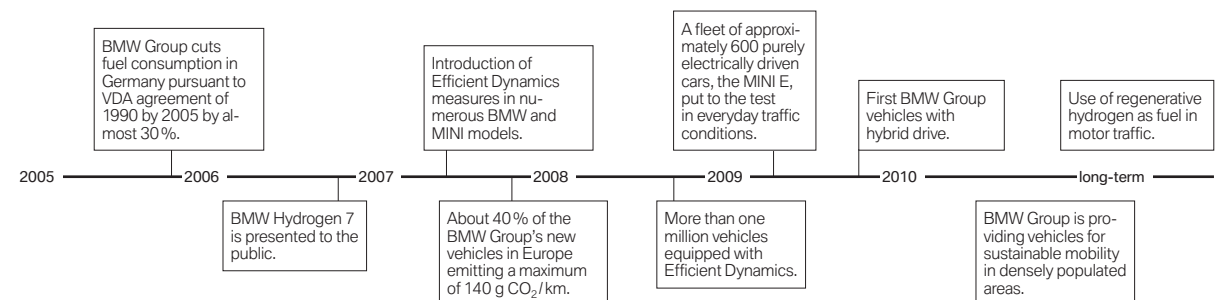 BMW Group cuts
fuel consumption in
Germany pursuant to
VDA agreement of
1990 by 2005 by al-
most 30 %.
Introduction of
Efficient Dynamics
measures in nu-
merous BMW and
MINI models.
A fleet of approxi-
mately 600 purely
electrically driven
cars, the MINI E,
put to the test
in everyday traffic
conditions.
First BMW Group
vehicles with
hybrid drive.
Use of regenerative
hydrogen as fuel in
motor traffic.
2005 2006 2007 2008 2009 2010 long-term
BMW Hydrogen 7
is presented to the
public.
About 40 % of the
BMW Group’s new
vehicles in Europe
emitting a maximum
of 140 g CO₂/km.
More than one
million vehicles
equipped with
Efficient Dynamics.
BMW Group is pro-
viding vehicles for
sustainable mobility
in densely populated
areas.